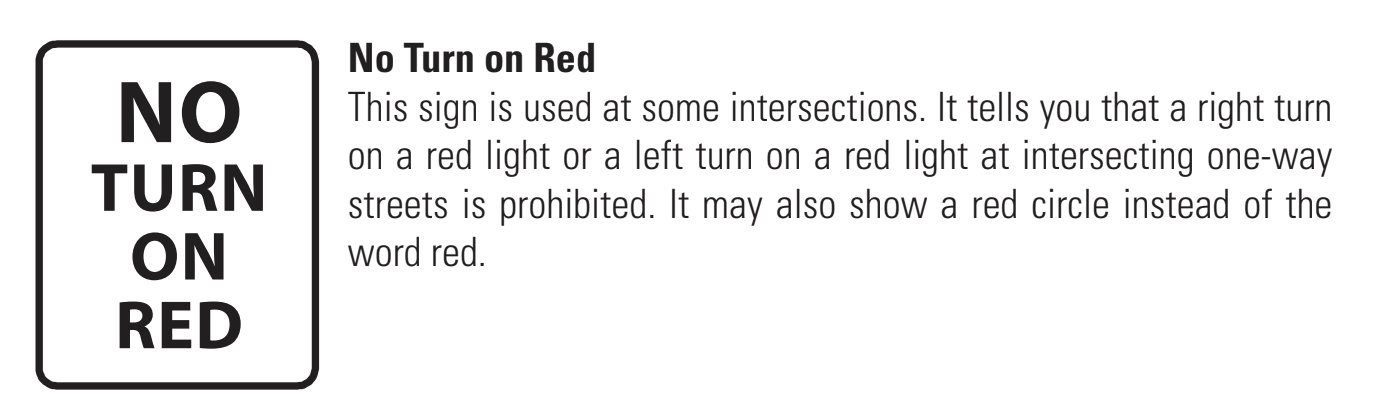 NO
TURN
ON
RED
No Turn on Red
This sign is used at some intersections. It tells you that a right turn
on a red light or a left turn on a red light at intersecting one-way
streets is prohibited. It may also show a red circle instead of the
word red.